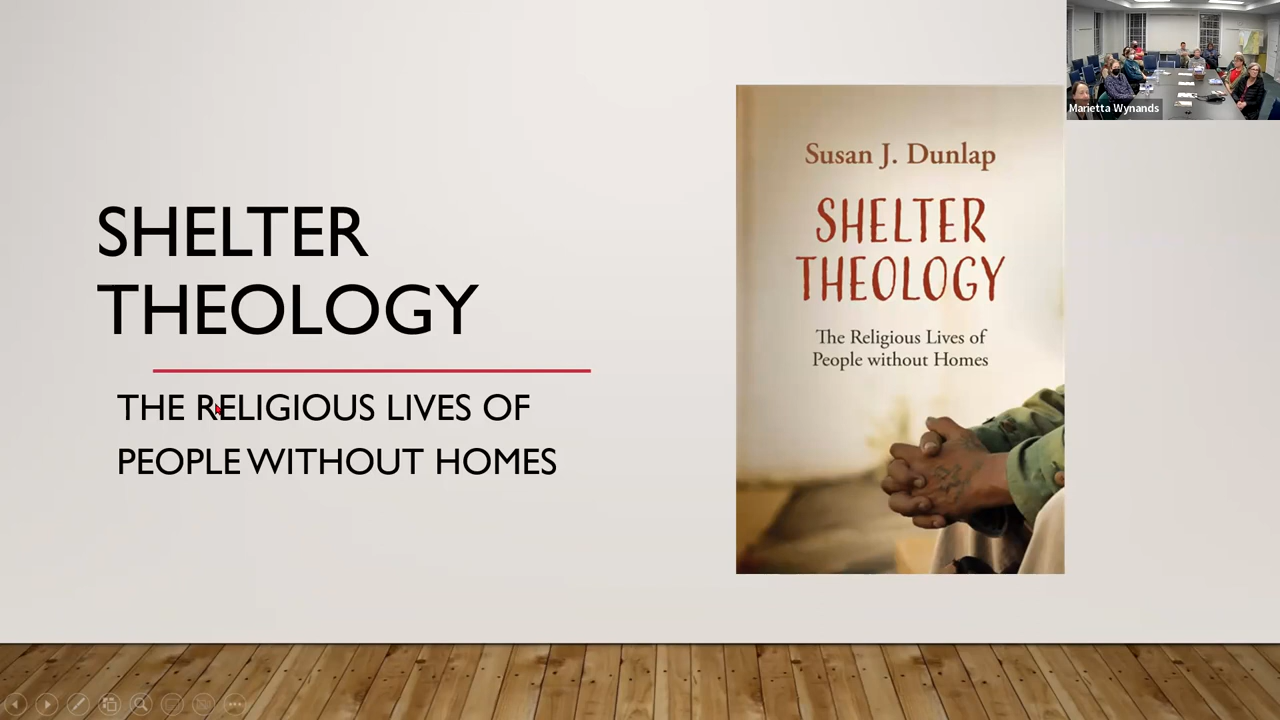 SHELTER
THEOLOGY
THE RELIGIOUS LIVES OF
PEOPLE WITHOUT HOMES
Susan J. Dunlap
SHELTER
THEOLOGY
The Religious Lives of
People without Homes
Marietta Wynands